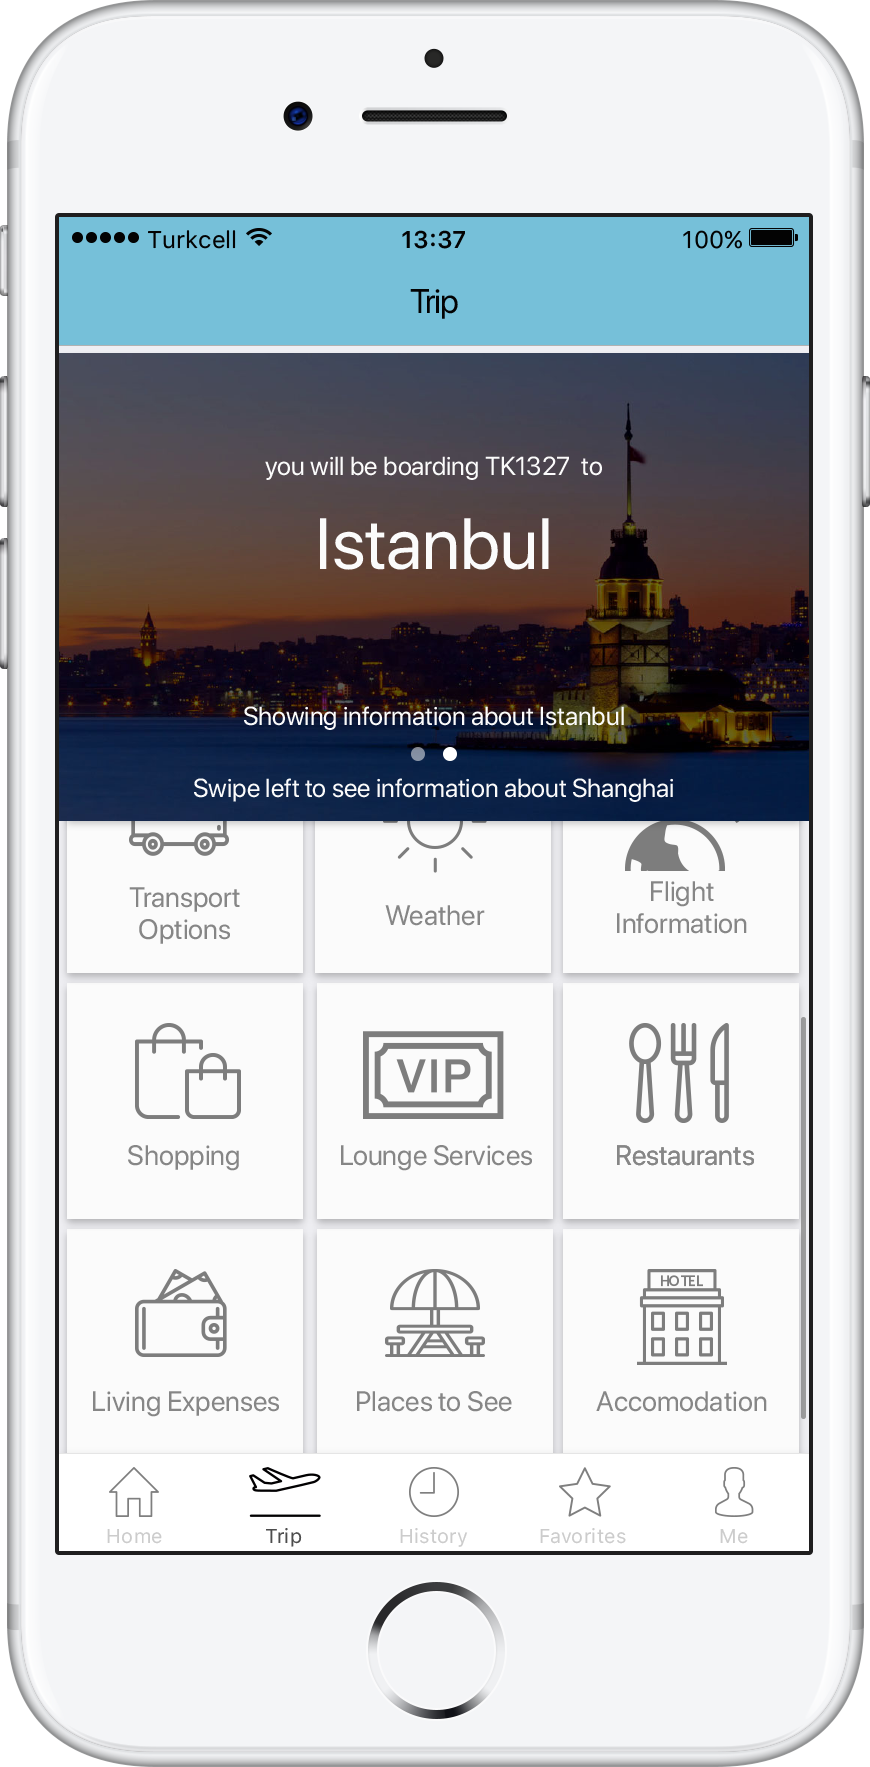 Turkcell 13:37 100%
Trip
you will be boarding TK1327 to
Istanbul
Showing information about Istanbul
Swipe left to see information about Shanghai
Transport
Options
Weather
Flight
Information
VIP
Shopping
Lounge Services
Restaurants
HOTEL
Living Expenses
Places to See
Accomodation
Home
Trip
History
Favorites
Me